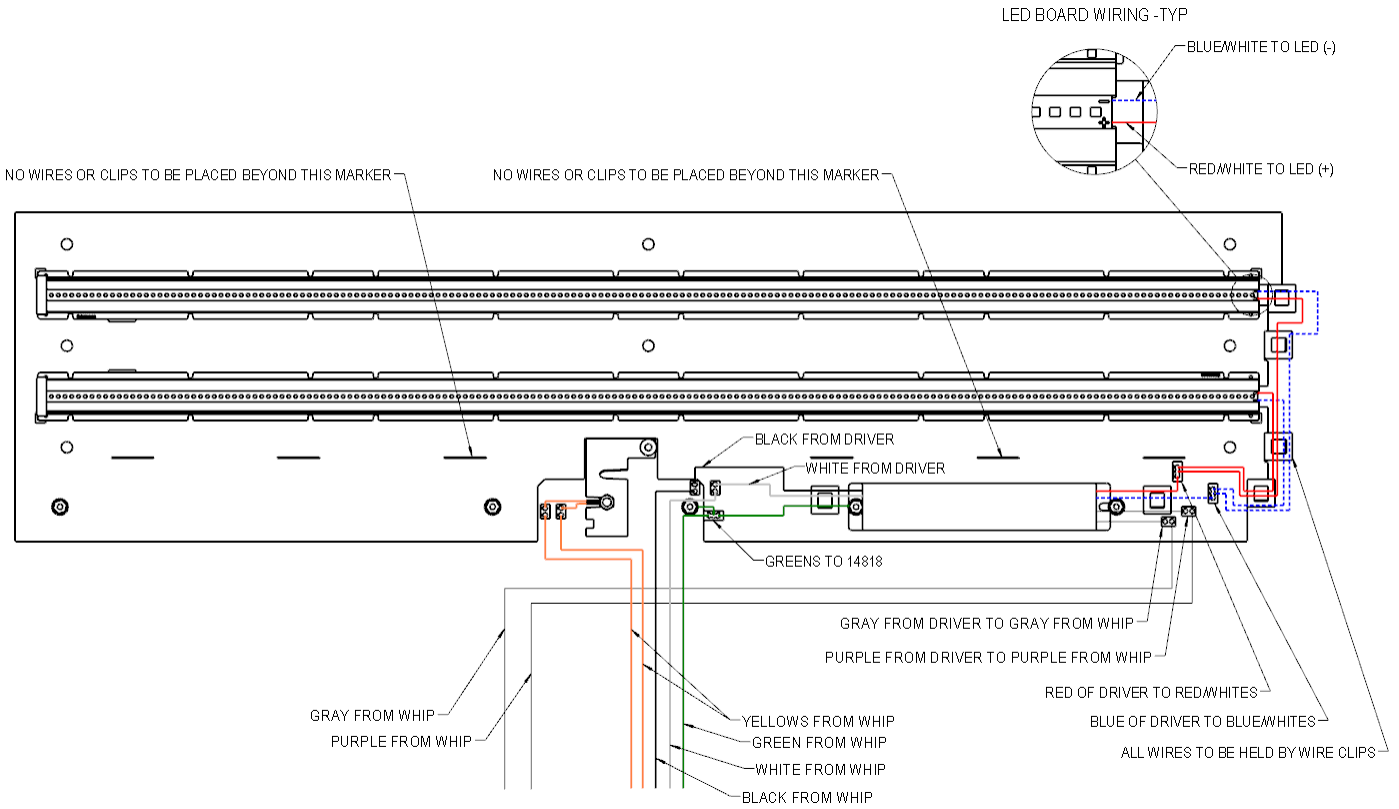 LED BOARD WIRING -TYP
BLUE/WHITE TO LED (-)
RED/WHITE TO LED (+)
NO WIRES OR CLIPS TO BE PLACED BEYOND THIS MARKER
NO WIRES OR CLIPS TO BE PLACED BEYOND THIS MARKER
BLACK FROM DRIVER
WHITE FROM DRIVER
GREENS TO 14818
GRAY FROM DRIVER TO GRAY FROM WHIP
PURPLE FROM DRIVER TO PURPLE FROM WHIP
RED OF DRIVER TO RED/WHITES
GRAY FROM WHIP
YELLOWS FROM WHIP
BLUE OF DRIVER TO BLUE/WHITES
PURPLE FROM WHIP
GREEN FROM WHIP
ALL WIRES TO BE HELD BY WIRE CLIPS
WHITE FROM WHIP
BLACK FROM WHIP